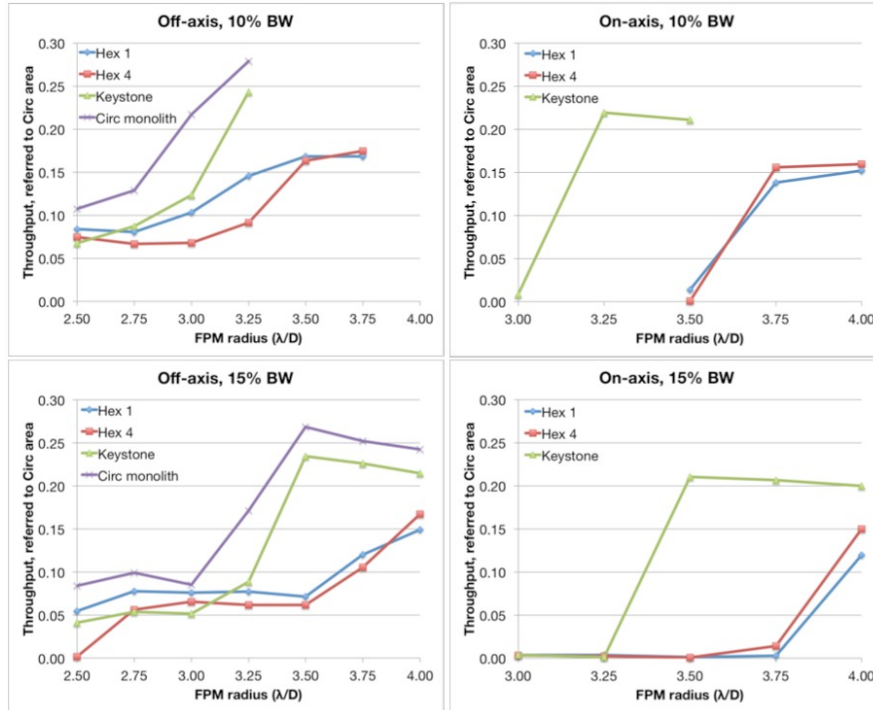 Off-axis, 10% BW
Hex 1
Hex 4
Keystone
Circ monolith
Throughput, referred to Circ area
0.30
0.25
0.20
0.15
0.10
0.05
0.00
2.50 2.75 3.00 3.25 3.50 3.75 4.00
FPM radius (λ/D)
On-axis, 10% BW
Hex 1
Hex 4
Keystone
Throughput, referred to Circ area
0.30
0.25
0.20
0.15
0.10
0.05
0.00
3.00 3.25 3.50 3.75 4.00
FPM radius (λ/D)
Off-axis, 15% BW
Hex 1
Hex 4
Keystone
Circ monolith
Throughput, referred to Circ area
0.30
0.25
0.20
0.15
0.10
0.05
0.00
2.50 2.75 3.00 3.25 3.50 3.75 4.00
FPM radius (λ/D)
On-axis, 15% BW
Hex 1
Hex 4
Keystone
Throughput, referred to Circ area
0.30
0.25
0.20
0.15
0.10
0.05
0.00
3.00 3.25 3.50 3.75 4.00
FPM radius (λ/D)